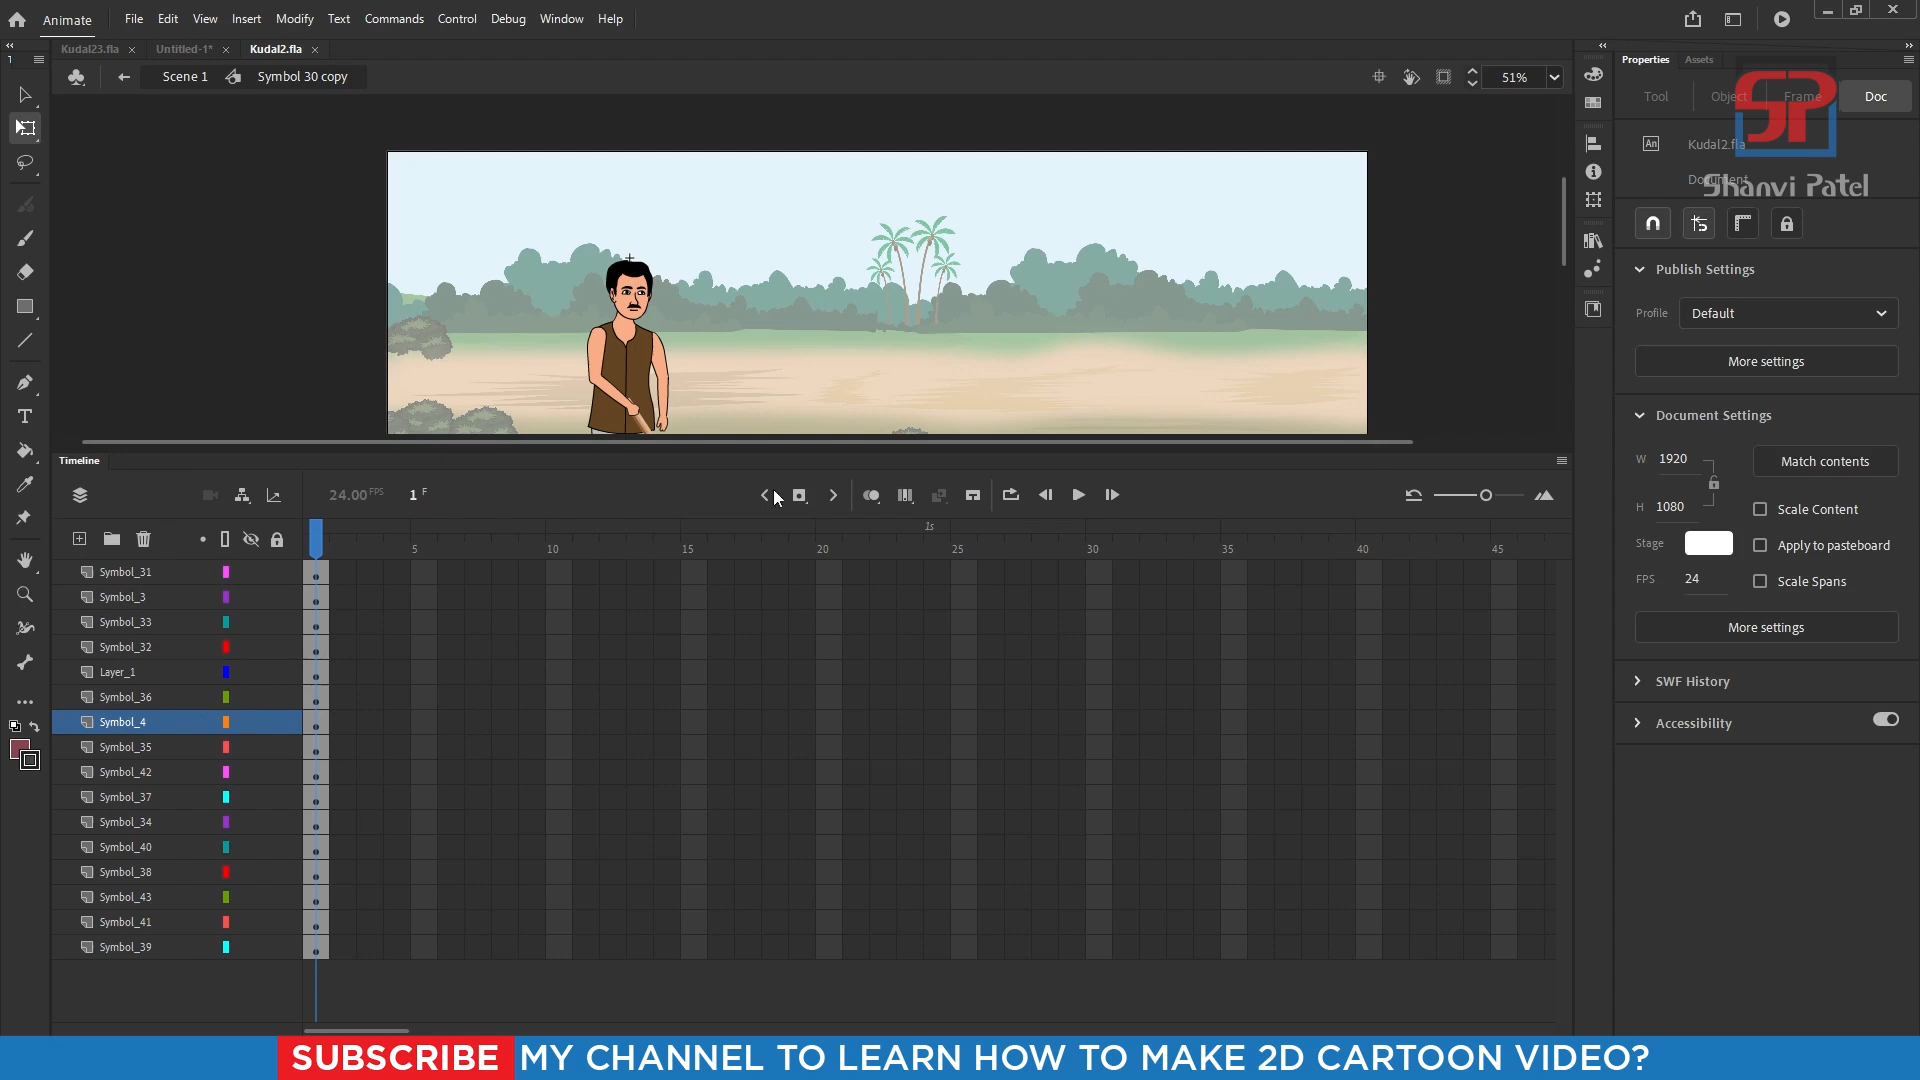 Animate File Edit View Insert Modify Text Commands Control Debug Window Help
Kudal23.fla × Untitled-1* × Kudal2.fla ×
Scene 1 Symbol 30 copy 51%
Properties Assets
Tool Object Frame Doc
SP
An Kudal2.fla
Document
Shanvi Patel
Publish Settings
Profile Default
More settings
Document Settings
W 1920 Match contents
H 1080 Scale Content
Stage Apply to pasteboard
FPS 24 Scale Spans
More settings
SWF History
Accessibility
Timeline
24.00 FPS 1 F
1s
5 10 15 20 25 30 35 40 45
Symbol_31
Symbol_3
Symbol_33
Symbol_32
Layer_1
Symbol_36
Symbol_4
Symbol_35
Symbol_42
Symbol_37
Symbol_34
Symbol_40
Symbol_38
Symbol_43
Symbol_41
Symbol_39
SUBSCRIBE MY CHANNEL TO LEARN HOW TO MAKE 2D CARTOON VIDEO?